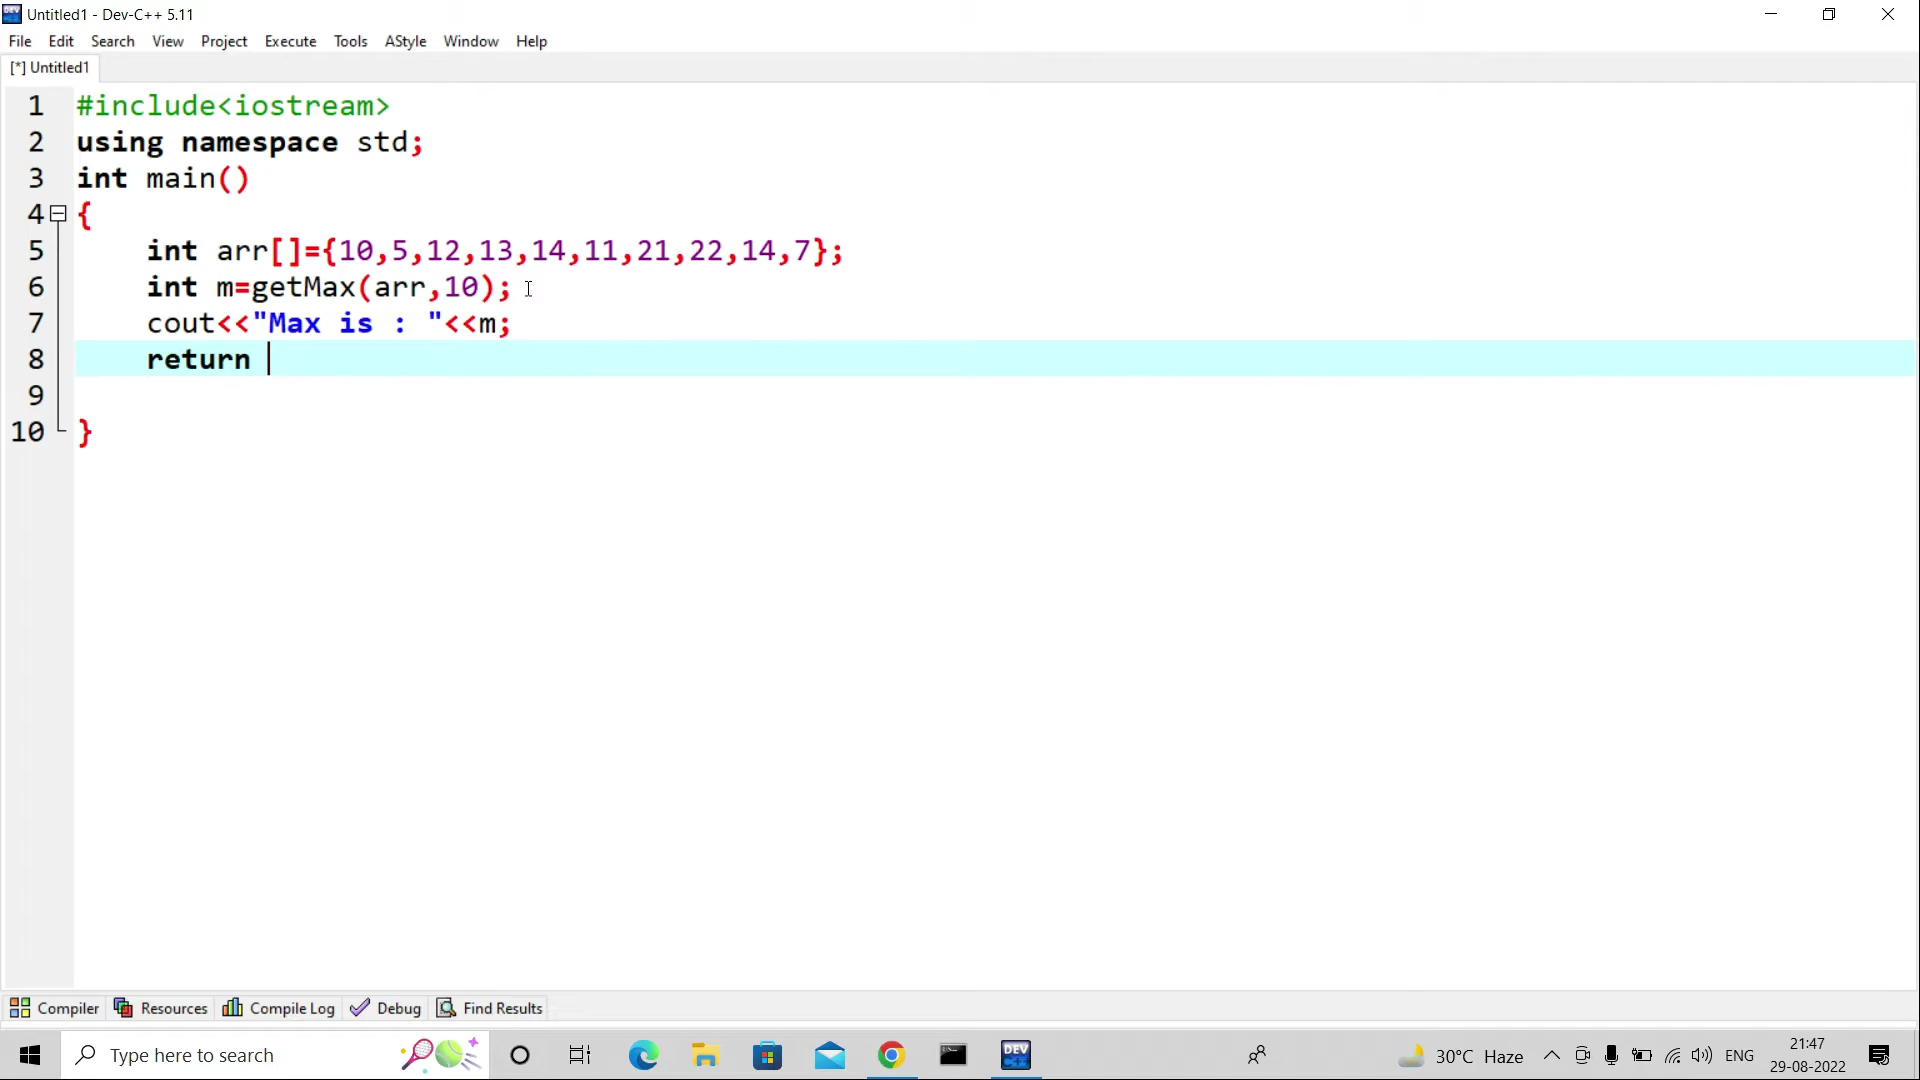 Untitled1 - Dev-C++ 5.11
File Edit Search View Project Execute Tools AStyle Window Help
[*] Untitled1
1 #include<iostream>
2 using namespace std;
3 int main()
4 {
5 int arr[]={10,5,12,13,14,11,21,22,14,7};
6 int m=getMax(arr,10);
7 cout<<"Max is : "<<m;
8 return
9
10 }
Compiler Resources Compile Log Debug Find Results
Type here to search DEV C++ 30°C Haze ENG 21:47
29-08-2022